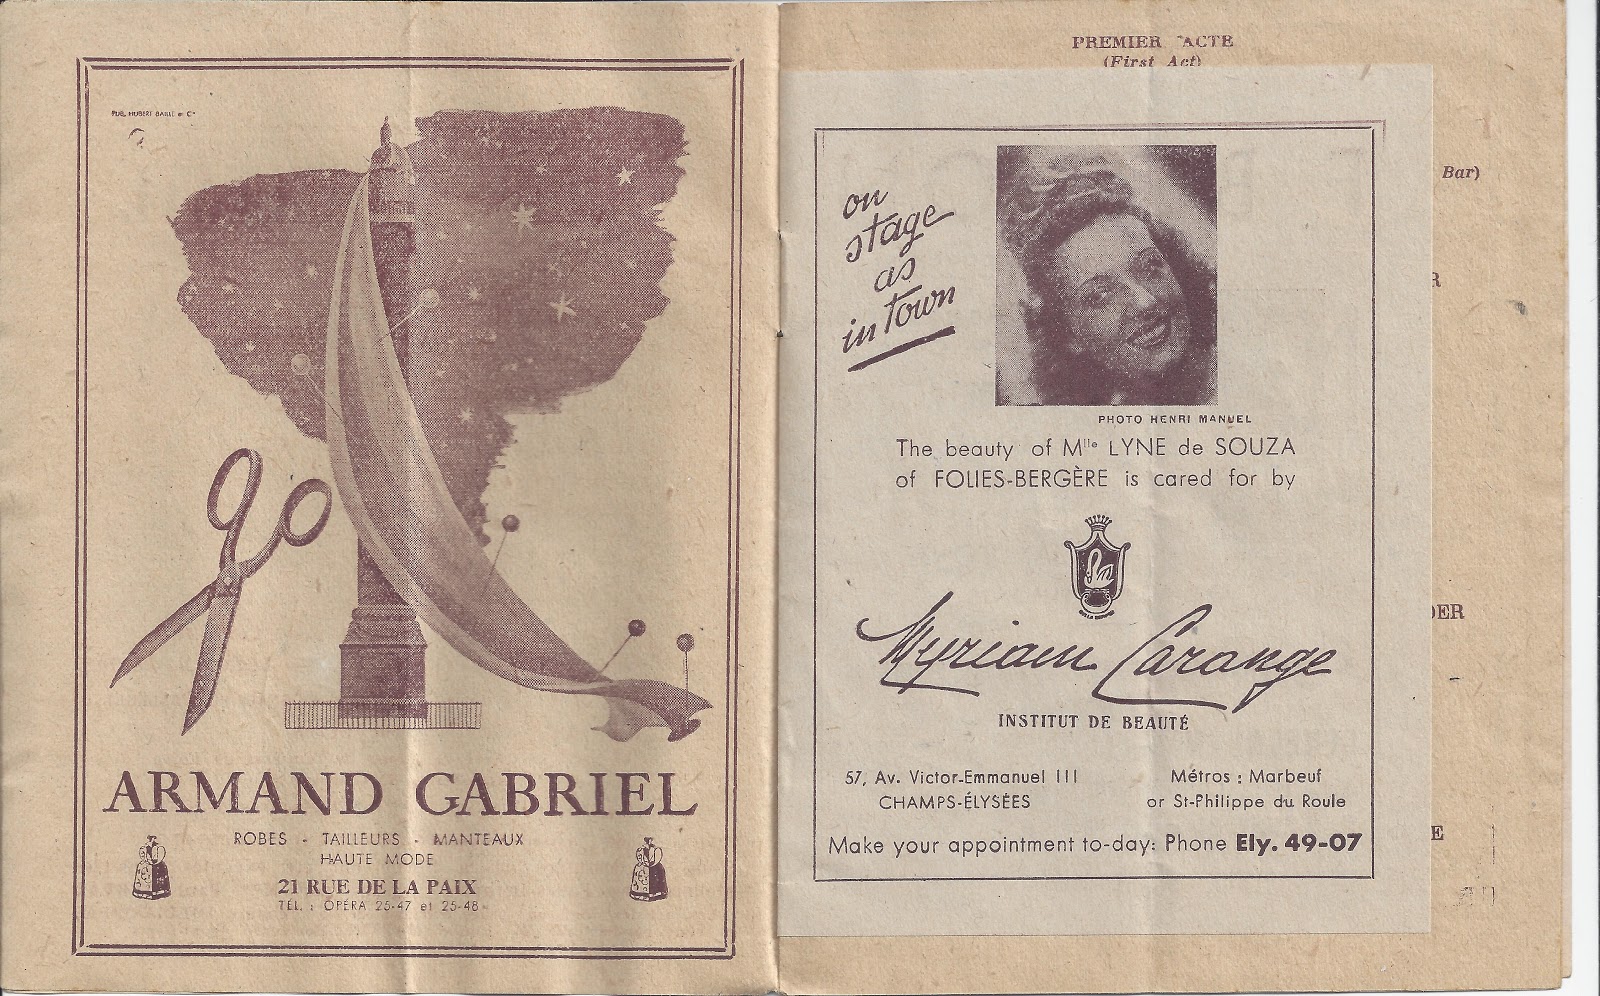 PUB. HUBERT BAILLE et Cie
ARMAND GABRIEL
ROBES - TAILLEURS - MANTEAUX
HAUTE MODE
21 RUE DE LA PAIX
TÉL. : OPÉRA 25-47 et 25-48
PREMIER ACTE
(First Act)
Bar)
R
DER
E
on
stage
as
in town
PHOTO HENRI MANUEL
The beauty of Mlle LYNE de SOUZA
of FOLIES-BERGÈRE is cared for by
Myriam Carange
INSTITUT DE BEAUTÉ
57, Av. Victor-Emmanuel III
CHAMPS-ÉLYSÉES
Métros : Marbeuf
or St-Philippe du Roule
Make your appointment to-day: Phone Ely. 49-07